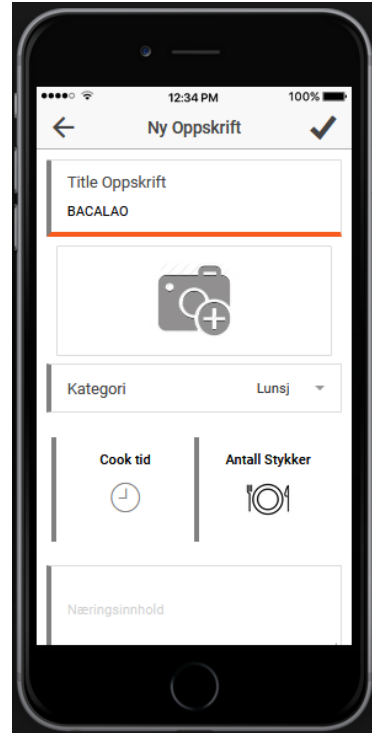 12:34 PM
100%
Ny Oppskrift
Title Oppskrift
BACALAO
Kategori
Lunsj
Cook tid
Antall Stykker
Næringsinnhold